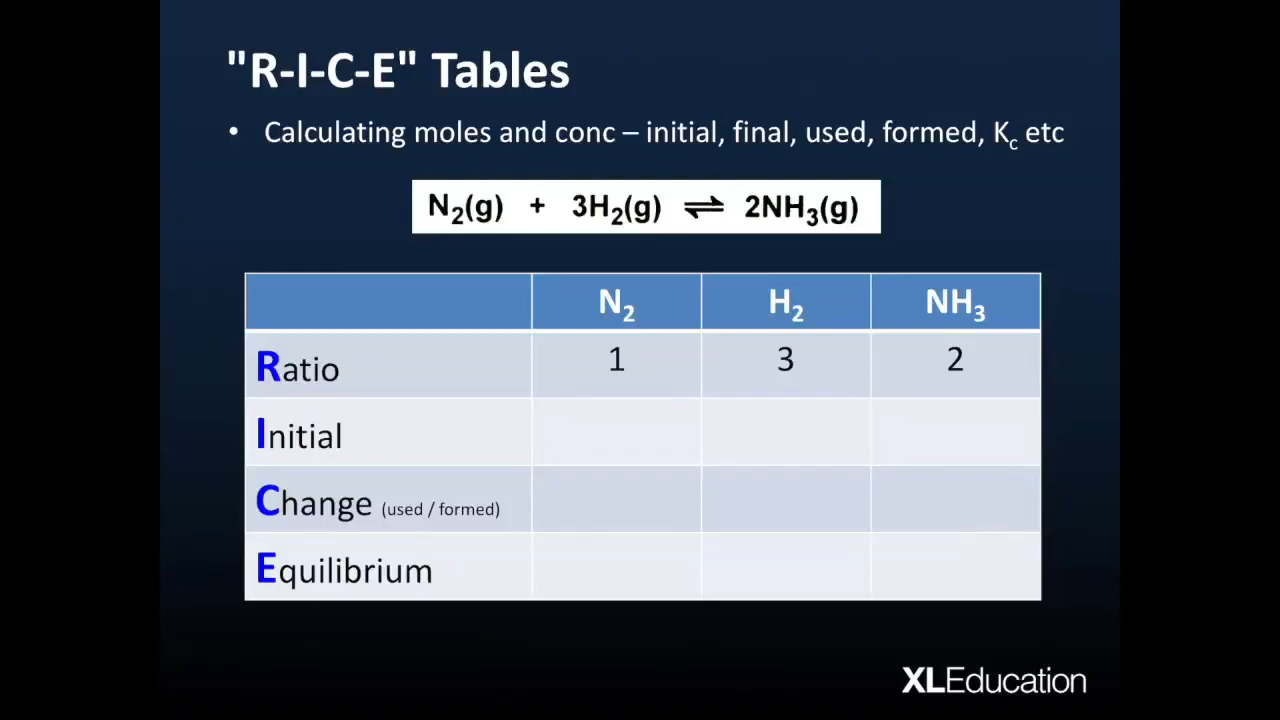 "R-I-C-E" Tables
• Calculating moles and conc – initial, final, used, formed, Kc etc
N2(g) + 3H2(g) ⇌ 2NH3(g)
N2 H2 NH3
Ratio 1 3 2
Initial
Change (used / formed)
Equilibrium
XLEducation